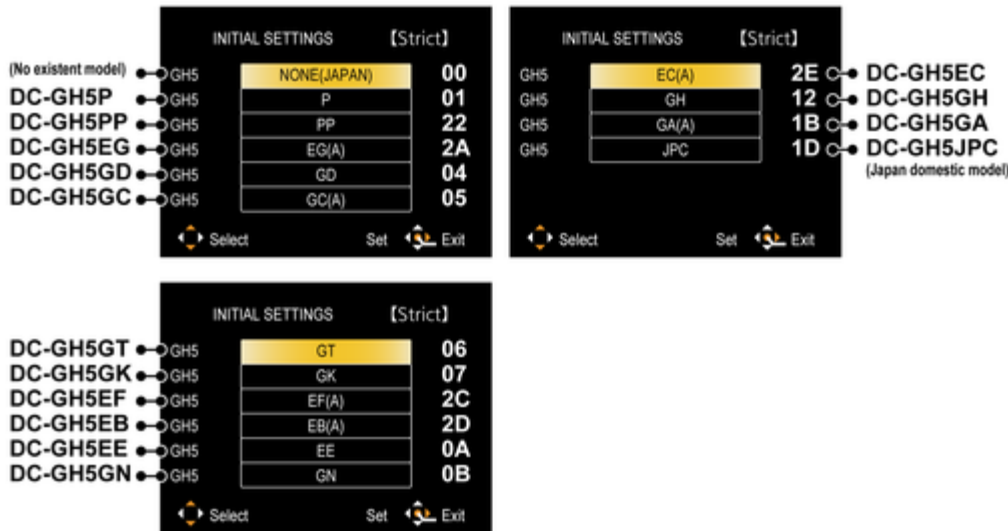 INITIAL SETTINGS 【Strict】
(No existent model) GH5 NONE(JAPAN) 00
DC-GH5P GH5 P 01
DC-GH5PP GH5 PP 22
DC-GH5EG GH5 EG(A) 2A
DC-GH5GD GH5 GD 04
DC-GH5GC GH5 GC(A) 05
Select Set Exit
INITIAL SETTINGS 【Strict】
GH5 EC(A) 2E DC-GH5EC
GH5 GH 12 DC-GH5GH
GH5 GA(A) 1B DC-GH5GA
GH5 JPC 1D DC-GH5JPC
(Japan domestic model)
Select Set Exit
INITIAL SETTINGS 【Strict】
DC-GH5GT GH5 GT 06
DC-GH5GK GH5 GK 07
DC-GH5EF GH5 EF(A) 2C
DC-GH5EB GH5 EB(A) 2D
DC-GH5EE GH5 EE 0A
DC-GH5GN GH5 GN 0B
Select Set Exit